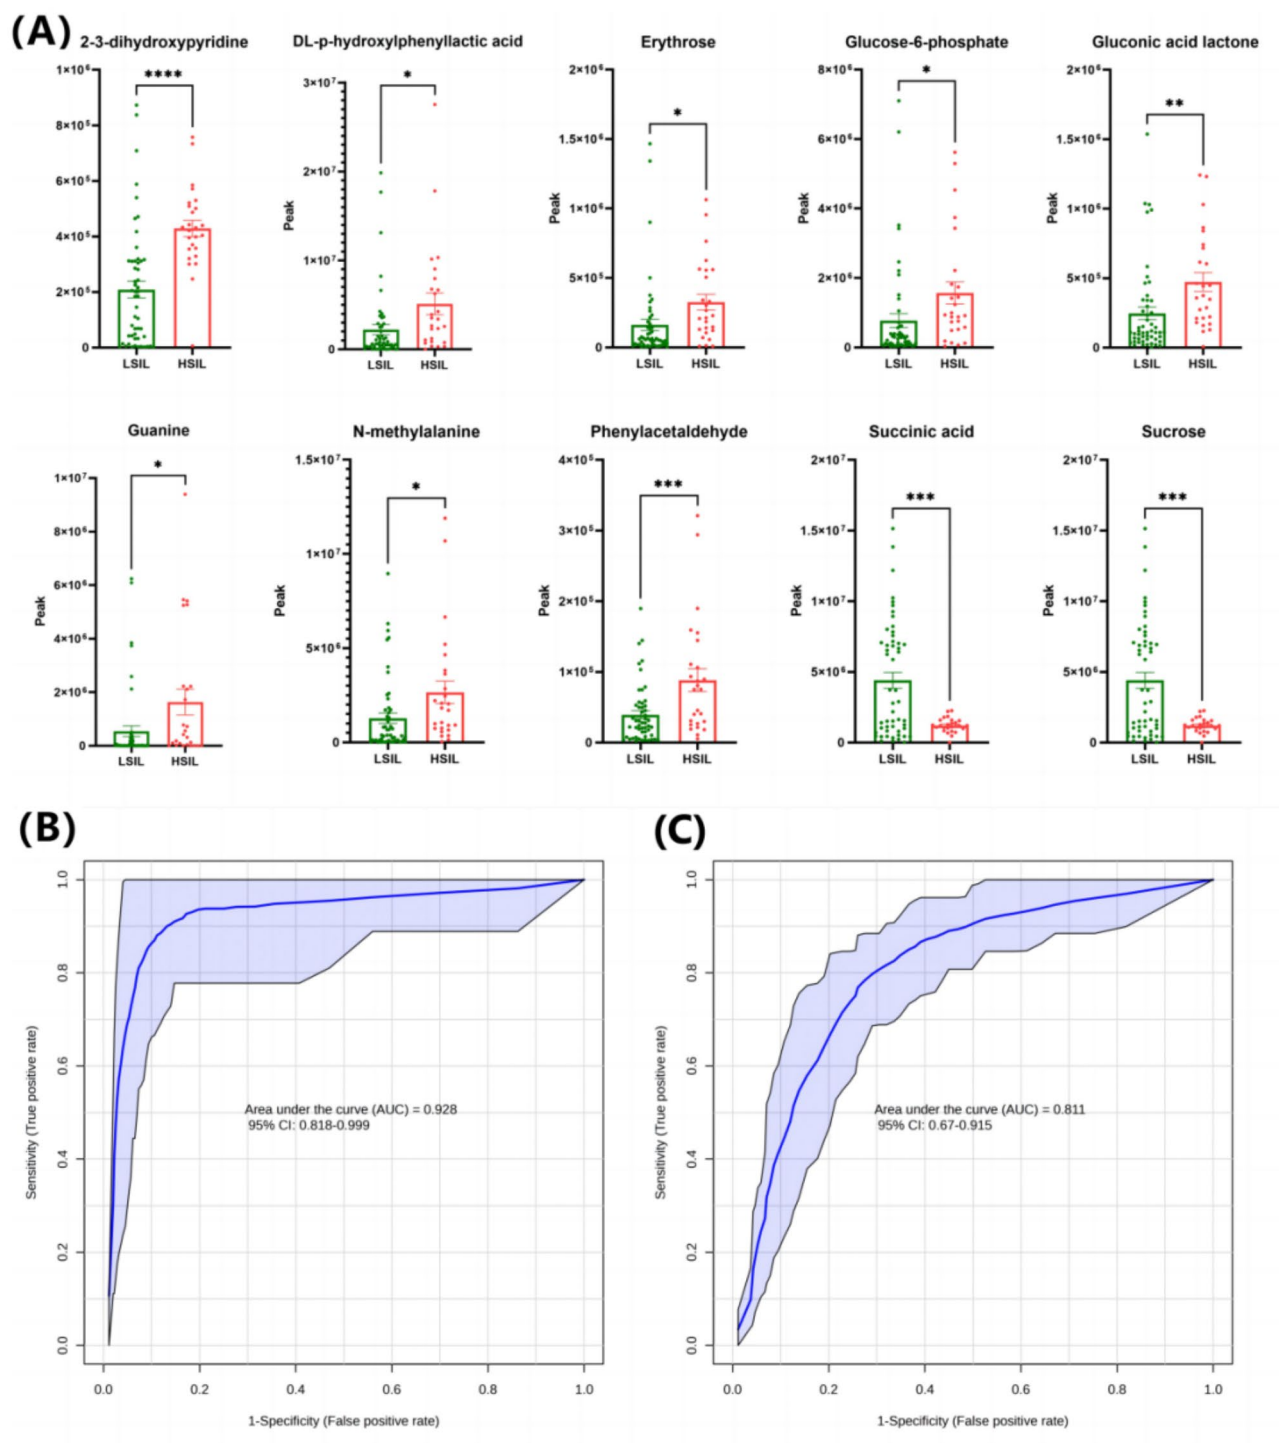 (A)
2-3-dihydroxypyridine
1×10⁶
8×10⁵
6×10⁵
4×10⁵
2×10⁵
0
****
LSIL HSIL
DL-p-hydroxylphenyllactic acid
Peak
3×10⁷
2×10⁷
1×10⁷
0
*
LSIL HSIL
Erythrose
Peak
2×10⁶
1.5×10⁶
1×10⁶
5×10⁵
0
*
LSIL HSIL
Glucose-6-phosphate
Peak
8×10⁶
6×10⁶
4×10⁶
2×10⁶
0
*
LSIL HSIL
Gluconic acid lactone
Peak
2×10⁶
1.5×10⁶
1×10⁶
5×10⁵
0
**
LSIL HSIL
Guanine
Peak
1×10⁷
8×10⁶
6×10⁶
4×10⁶
2×10⁶
0
*
LSIL HSIL
N-methylalanine
Peak
1.5×10⁷
1×10⁷
5×10⁶
0
*
LSIL HSIL
Phenylacetaldehyde
Peak
4×10⁵
3×10⁵
2×10⁵
1×10⁵
0
***
LSIL HSIL
Succinic acid
Peak
2×10⁷
1.5×10⁷
1×10⁷
5×10⁶
0
***
LSIL HSIL
Sucrose
Peak
2×10⁷
1.5×10⁷
1×10⁷
5×10⁶
0
***
LSIL HSIL
(B)
Sensitivity (True positive rate)
1.0
0.8
0.6
0.4
0.2
0.0
Area under the curve (AUC) = 0.928
95% CI: 0.818-0.999
0.0 0.2 0.4 0.6 0.8 1.0
1-Specificity (False positive rate)
(C)
Sensitivity (True positive rate)
1.0
0.8
0.6
0.4
0.2
0.0
Area under the curve (AUC) = 0.811
95% CI: 0.67-0.915
0.0 0.2 0.4 0.6 0.8 1.0
1-Specificity (False positive rate)